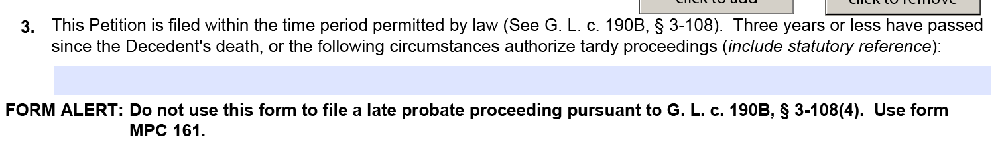 click to add click to remove
3. This Petition is filed within the time period permitted by law (See G. L. c. 190B, § 3-108). Three years or less have passed
since the Decedent's death, or the following circumstances authorize tardy proceedings (include statutory reference):
FORM ALERT: Do not use this form to file a late probate proceeding pursuant to G. L. c. 190B, § 3-108(4). Use form
MPC 161.